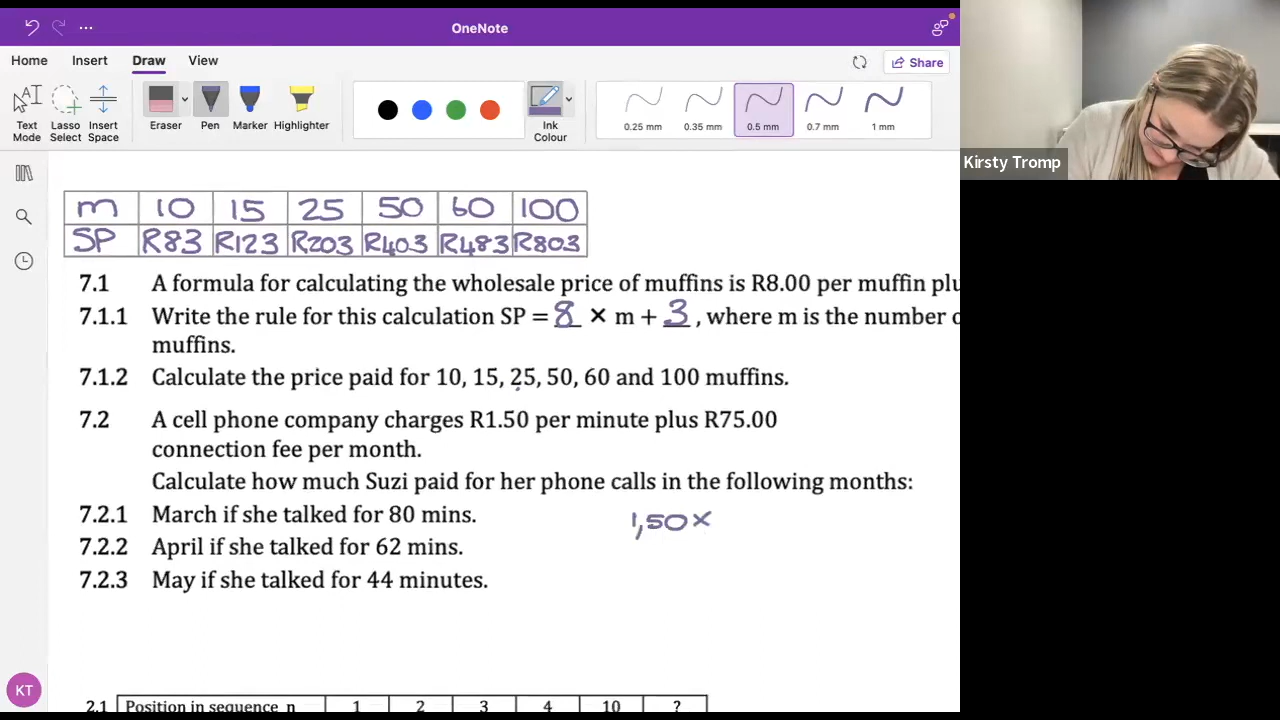 OneNote
Home Insert Draw View
Share
Text Mode
Lasso Select
Insert Space
Eraser
Pen
Marker
Highlighter
Ink Colour
0.25 mm
0.35 mm
0.5 mm
0.7 mm
1 mm
Kirsty Tromp
m 10 15 25 50 60 100
SP R83 R123 R203 R403 R483 R803
7.1 A formula for calculating the wholesale price of muffins is R8.00 per muffin plu
7.1.1 Write the rule for this calculation SP = 8 × m + 3 , where m is the number o
muffins.
7.1.2 Calculate the price paid for 10, 15, 25, 50, 60 and 100 muffins.
7.2 A cell phone company charges R1.50 per minute plus R75.00
connection fee per month.
Calculate how much Suzi paid for her phone calls in the following months:
7.2.1 March if she talked for 80 mins.
1,50×
7.2.2 April if she talked for 62 mins.
7.2.3 May if she talked for 44 minutes.
KT
2.1 Position in sequence n 1 2 3 4 10 ?